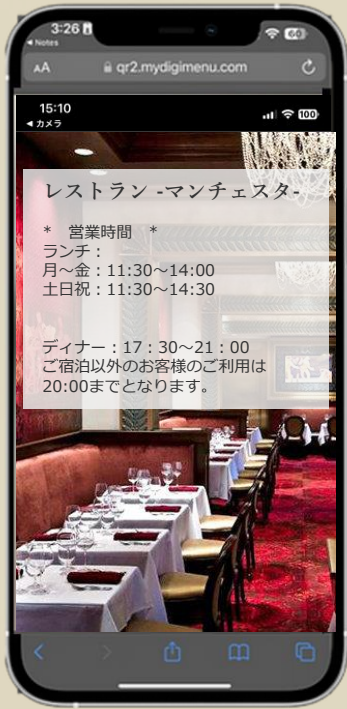 3:26
60
◀ Notes
AA qr2.mydigimenu.com
15:10
100
◀ カメラ
レストラン -マンチェスタ-
* 営業時間 *
ランチ：
月～金：11:30～14:00
土日祝：11:30～14:30
ディナー：17：30～21：00
ご宿泊以外のお客様のご利用は
20:00までとなります。